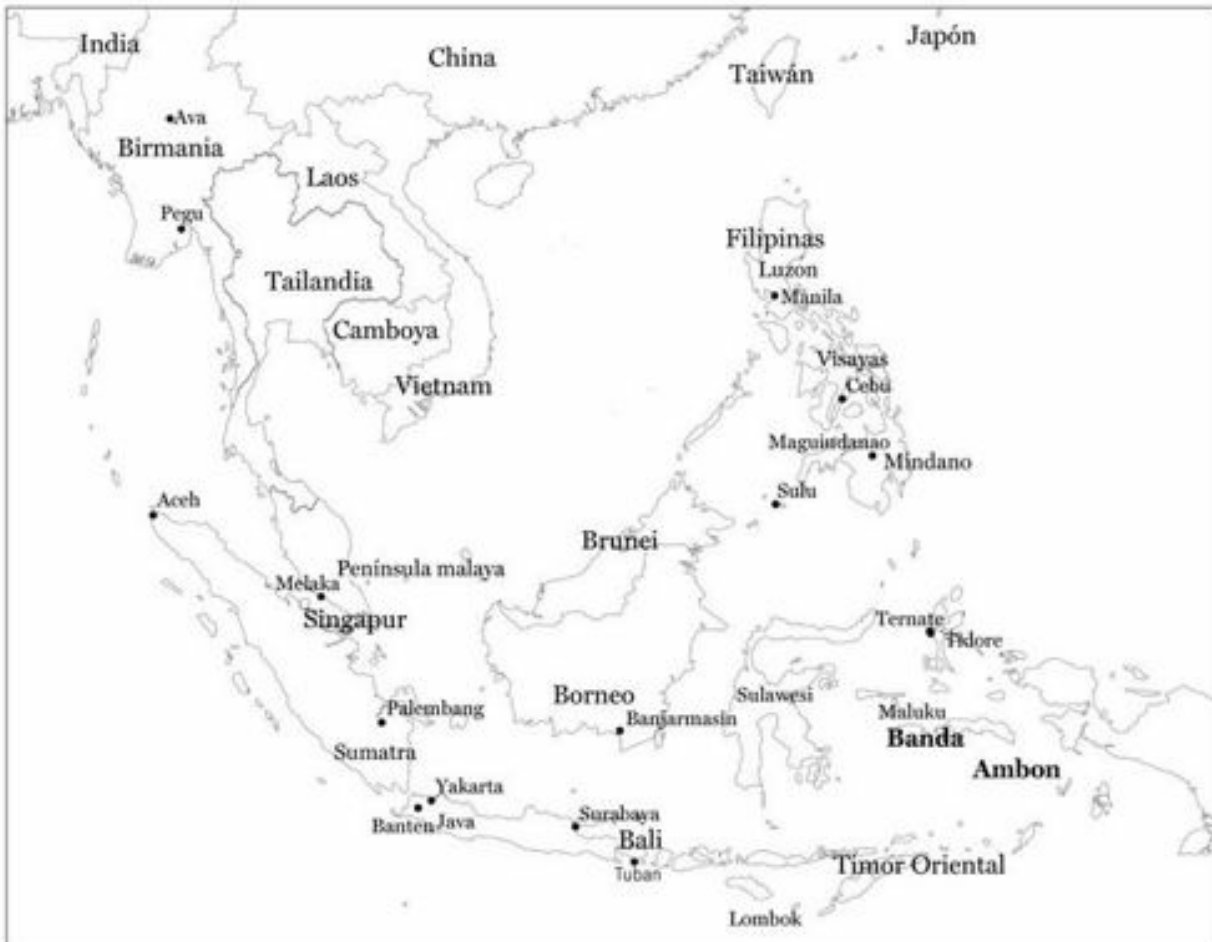 Japón
India
China
Taiwán
Ava
Birmania
Laos
Pegu
Filipinas
Luzon
Tailandia
Manila
Camboya
Visayas
Vietnam
Cebu
Maguindanao
Mindano
Sulu
Aceh
Brunei
Península malaya
Melaka
Singapur
Ternate
Tidore
Borneo
Sulawesi
Palembang
Maluku
Banjarmasin
Banda
Sumatra
Ambon
Yakarta
Surabaya
Banten
Java
Bali
Timor Oriental
Tuban
Lombok